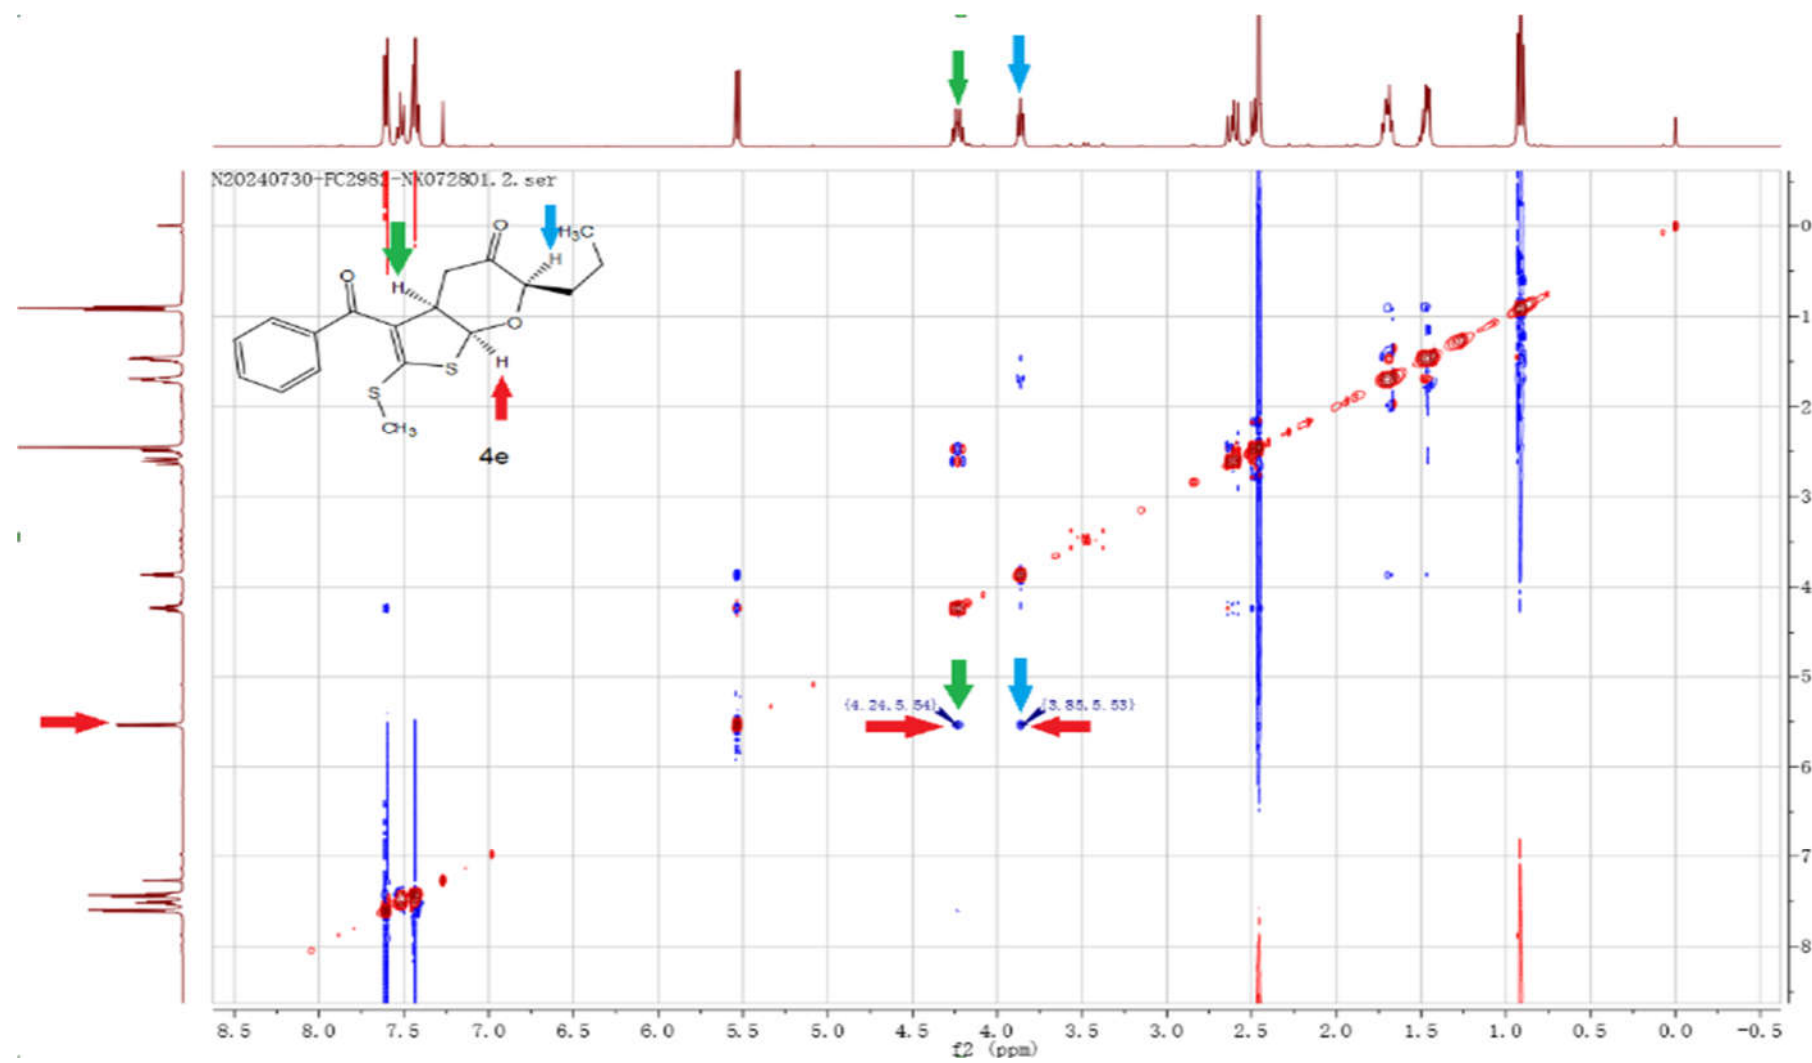 N20240730-FC2982-NX072801.2.ser
O
H₃C
H
O
H
O
S
H
S
CH₃
4e
{4.24,5.54}
{3.85,5.53}
0
1
2
3
4
5
6
7
8
8.5 8.0 7.5 7.0 6.5 6.0 5.5 5.0 4.5 4.0 3.5 3.0 2.5 2.0 1.5 1.0 0.5 0.0 -0.5
f2 (ppm)